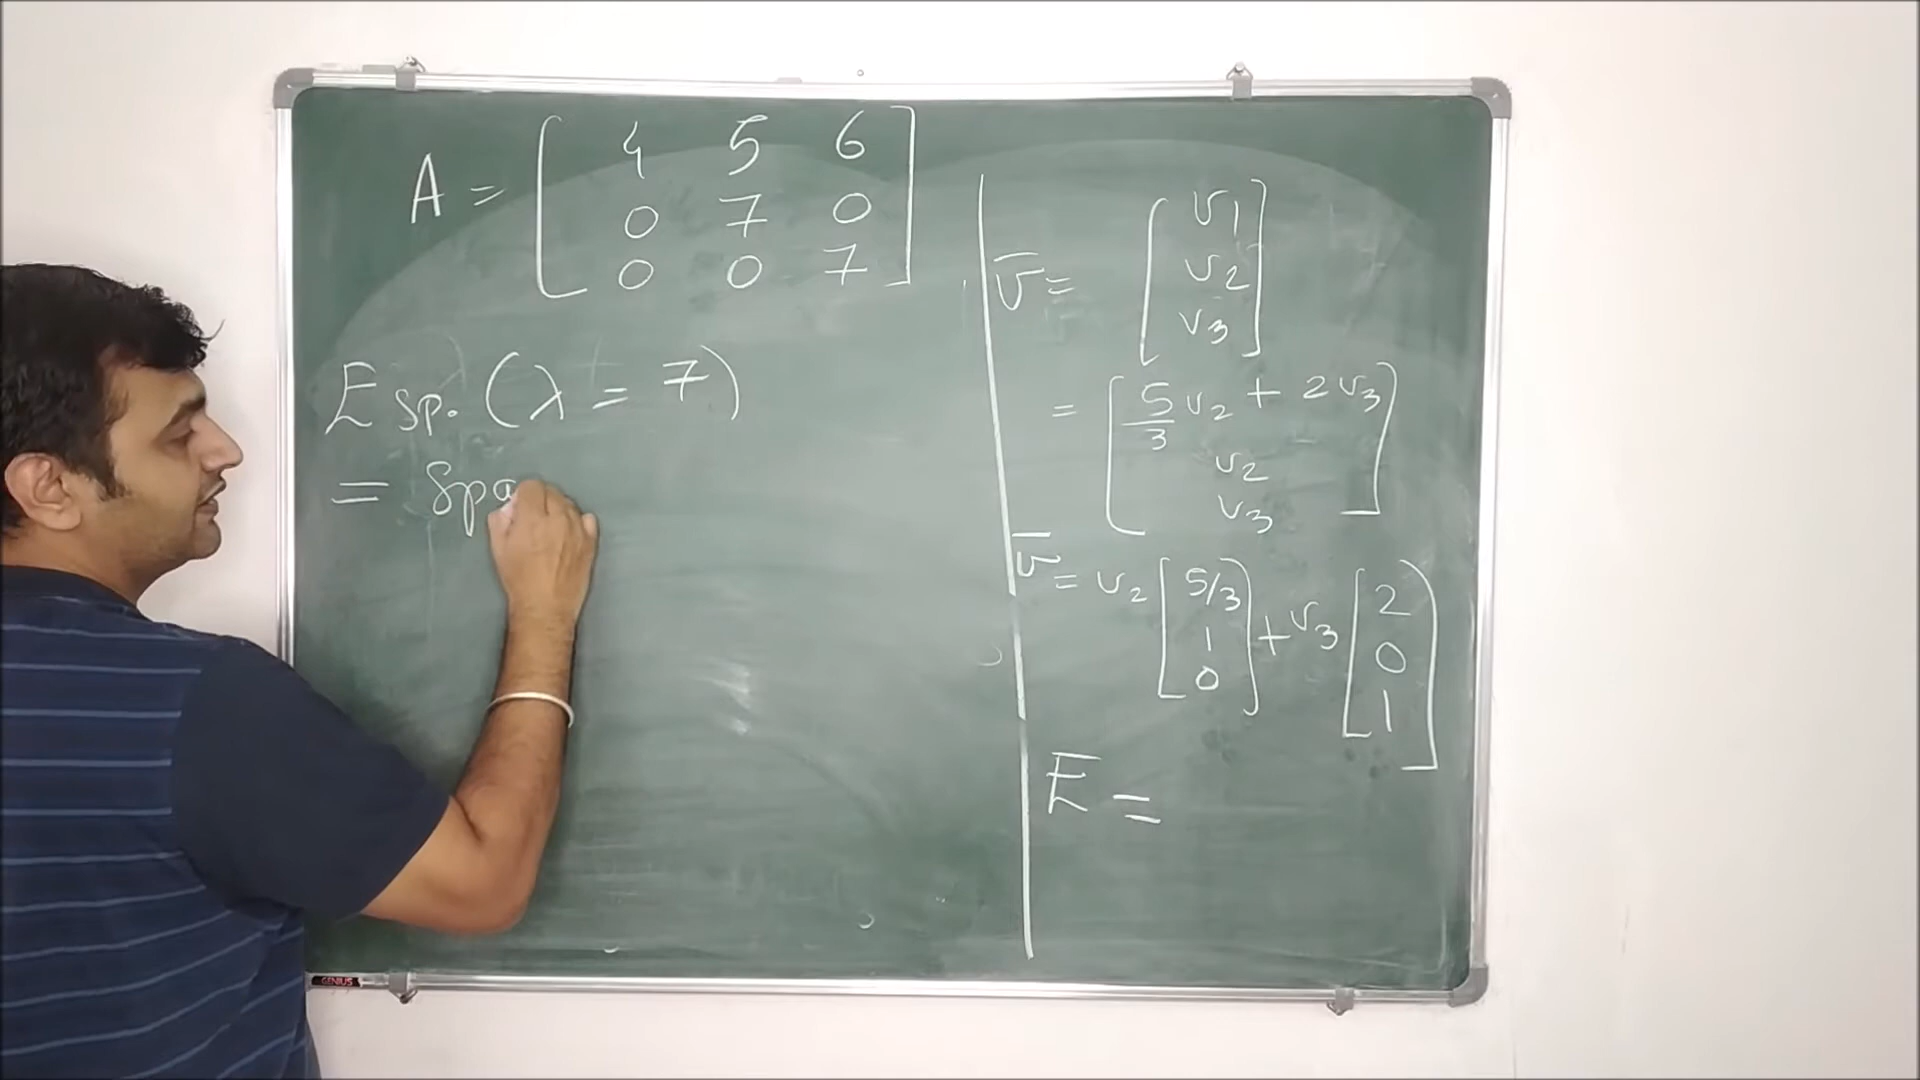 A = [ 4 5 6
0 7 0
0 0 7 ]
E sp. (λ = 7)
= Spa
v̄ = [ v1
v2
v3 ]
= [ 5/3 v2 + 2v3
v2
v3 ]
v̄ = v2 [ 5/3 1 0 ] + v3 [ 2 0 1 ]
E =
GENIUS